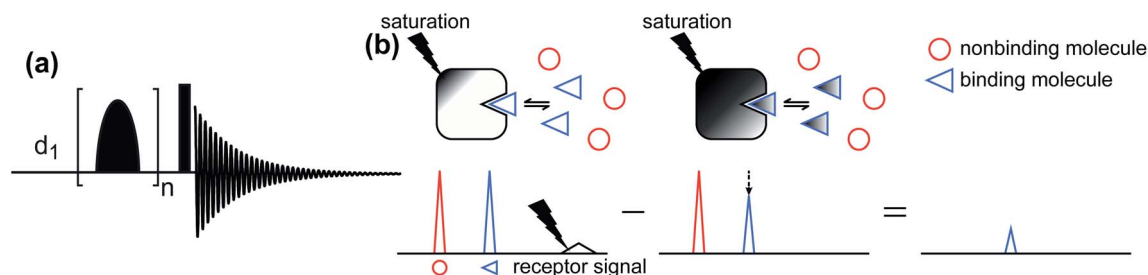 (a)
d1
n
(b)
saturation
saturation
nonbinding molecule
binding molecule
receptor signal